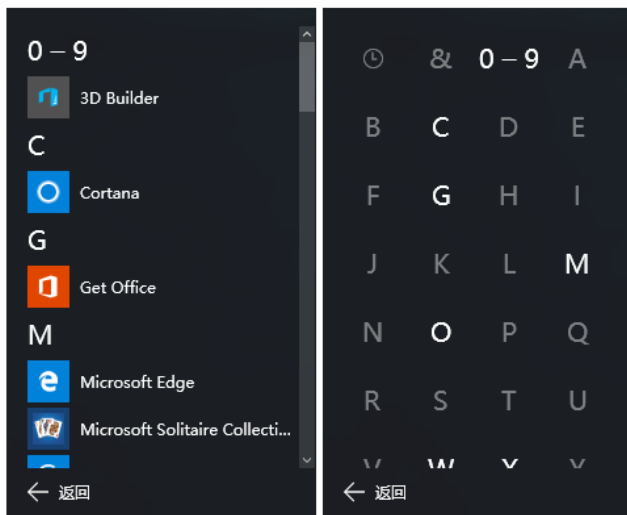 0 – 9
3D Builder
C
Cortana
G
Get Office
M
Microsoft Edge
Microsoft Solitaire Collecti...
返回
& 0 – 9 A
B C D E
F G H I
J K L M
N O P Q
R S T U
V W X Y
返回